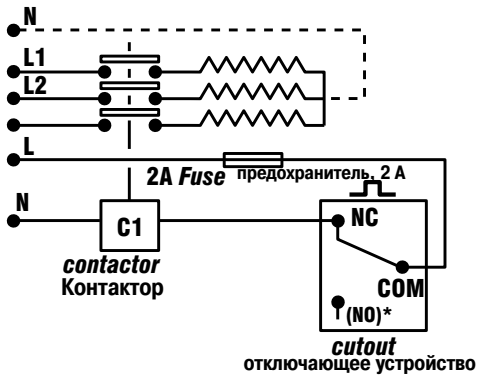 N
L1
L2
L
2A Fuse предохранитель, 2 А
N
C1
NC
contactor
Контактор
COM
(NO)*
cutout
отключающее устройство